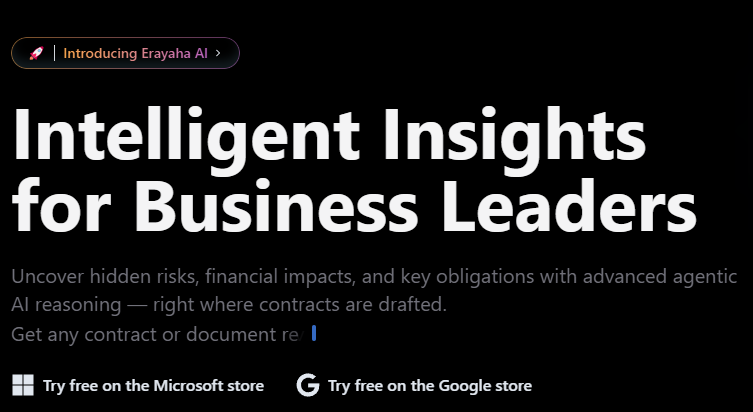 Introducing Erayaha AI
Intelligent Insights
for Business Leaders
Uncover hidden risks, financial impacts, and key obligations with advanced agentic
AI reasoning — right where contracts are drafted.
Get any contract or document re
Try free on the Microsoft store
Try free on the Google store